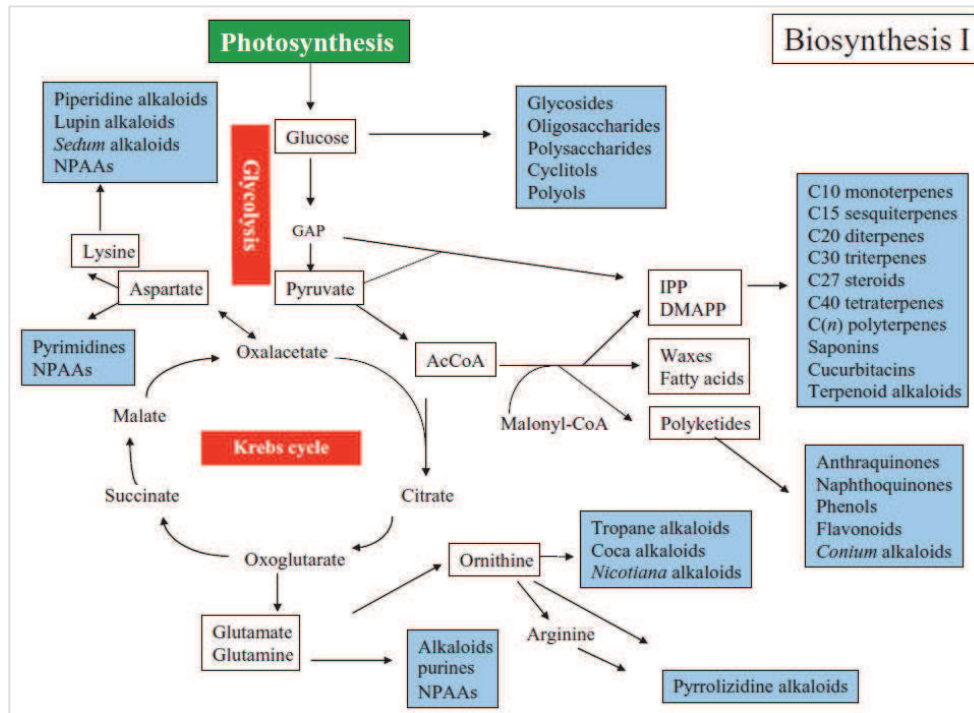 Photosynthesis
Biosynthesis I
Piperidine alkaloids
Lupin alkaloids
Sedum alkaloids
NPAAs
Glycolysis
Glucose
Glycosides
Oligosaccharides
Polysaccharides
Cyclitols
Polyols
C10 monoterpenes
C15 sesquiterpenes
C20 diterpenes
C30 triterpenes
C27 steroids
C40 tetraterpenes
C(n) polyterpenes
Saponins
Cucurbitacins
Terpenoid alkaloids
GAP
Lysine
Aspartate
Pyruvate
IPP
DMAPP
Pyrimidines
NPAAs
Oxalacetate
AcCoA
Waxes
Fatty acids
Malate
Malonyl-CoA
Polyketides
Krebs cycle
Succinate
Citrate
Anthraquinones
Naphthoquinones
Phenols
Flavonoids
Conium alkaloids
Oxoglutarate
Ornithine
Tropane alkaloids
Coca alkaloids
Nicotiana alkaloids
Glutamate
Glutamine
Arginine
Alkaloids
purines
NPAAs
Pyrrolizidine alkaloids